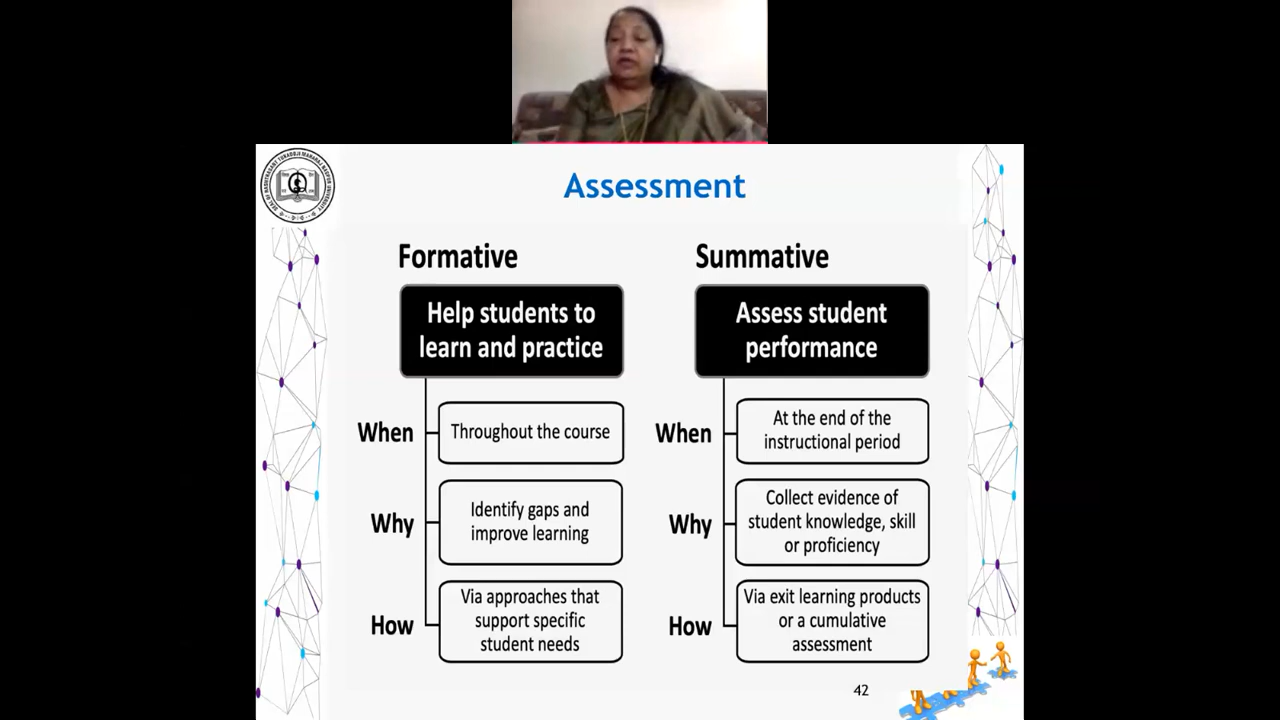 Assessment
Formative
Help students to
learn and practice
When
Throughout the course
Why
Identify gaps and
improve learning
How
Via approaches that
support specific
student needs
Summative
Assess student
performance
When
At the end of the
instructional period
Why
Collect evidence of
student knowledge, skill
or proficiency
How
Via exit learning products
or a cumulative
assessment
42